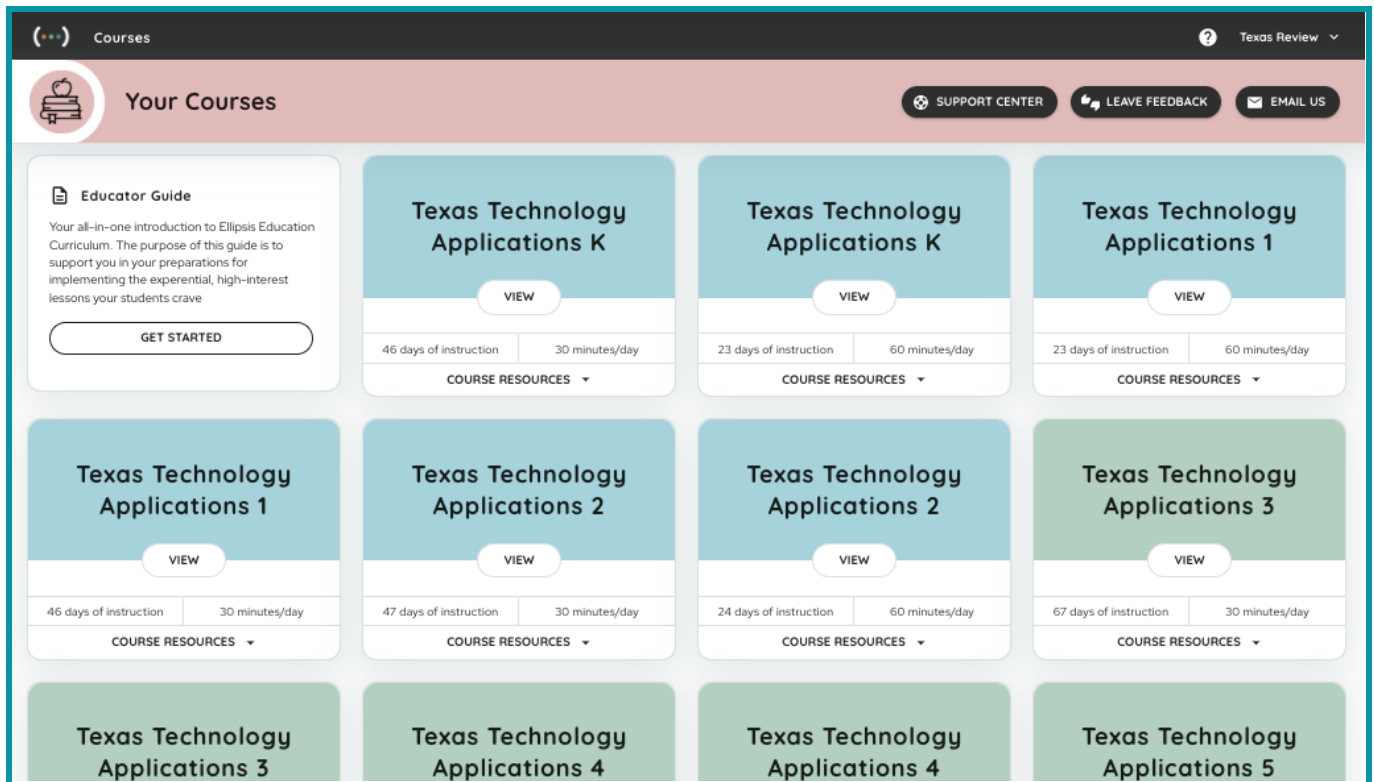 Courses
Texas Review
Your Courses
SUPPORT CENTER
LEAVE FEEDBACK
EMAIL US
Educator Guide
Your all-in-one introduction to Ellipsis Education
Curriculum. The purpose of this guide is to
support you in your preparations for
implementing the experential, high-interest
lessons your students crave
GET STARTED
Texas Technology
Applications K
VIEW
46 days of instruction
30 minutes/day
COURSE RESOURCES
Texas Technology
Applications K
VIEW
23 days of instruction
60 minutes/day
COURSE RESOURCES
Texas Technology
Applications 1
VIEW
23 days of instruction
60 minutes/day
COURSE RESOURCES
Texas Technology
Applications 1
VIEW
46 days of instruction
30 minutes/day
COURSE RESOURCES
Texas Technology
Applications 2
VIEW
47 days of instruction
30 minutes/day
COURSE RESOURCES
Texas Technology
Applications 2
VIEW
24 days of instruction
60 minutes/day
COURSE RESOURCES
Texas Technology
Applications 3
VIEW
67 days of instruction
30 minutes/day
COURSE RESOURCES
Texas Technology
Applications 3
Texas Technology
Applications 4
Texas Technology
Applications 4
Texas Technology
Applications 5